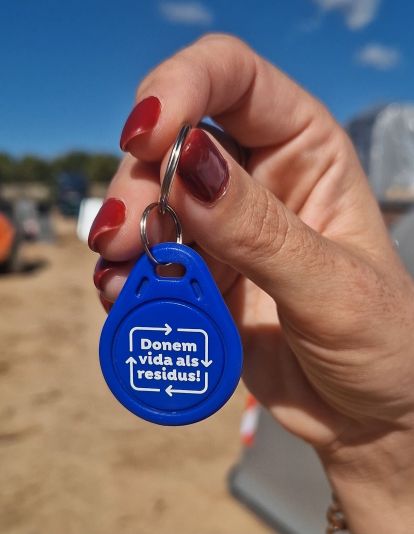 Donem
vida als
residus!